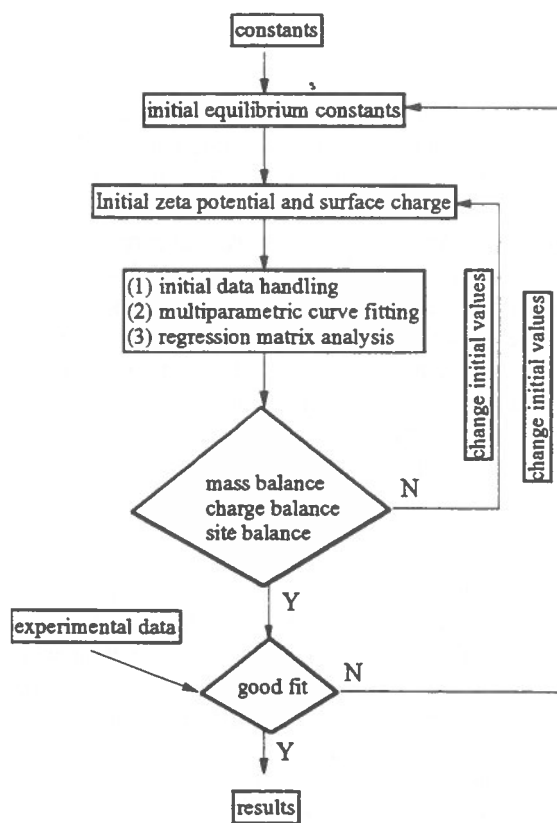 constants
initial equilibrium constants
Initial zeta potential and surface charge
(1) initial data handling
(2) multiparametric curve fitting
(3) regression matrix analysis
change initial values
change initial values
mass balance
charge balance
site balance
N
Y
experimental data
good fit
N
Y
results